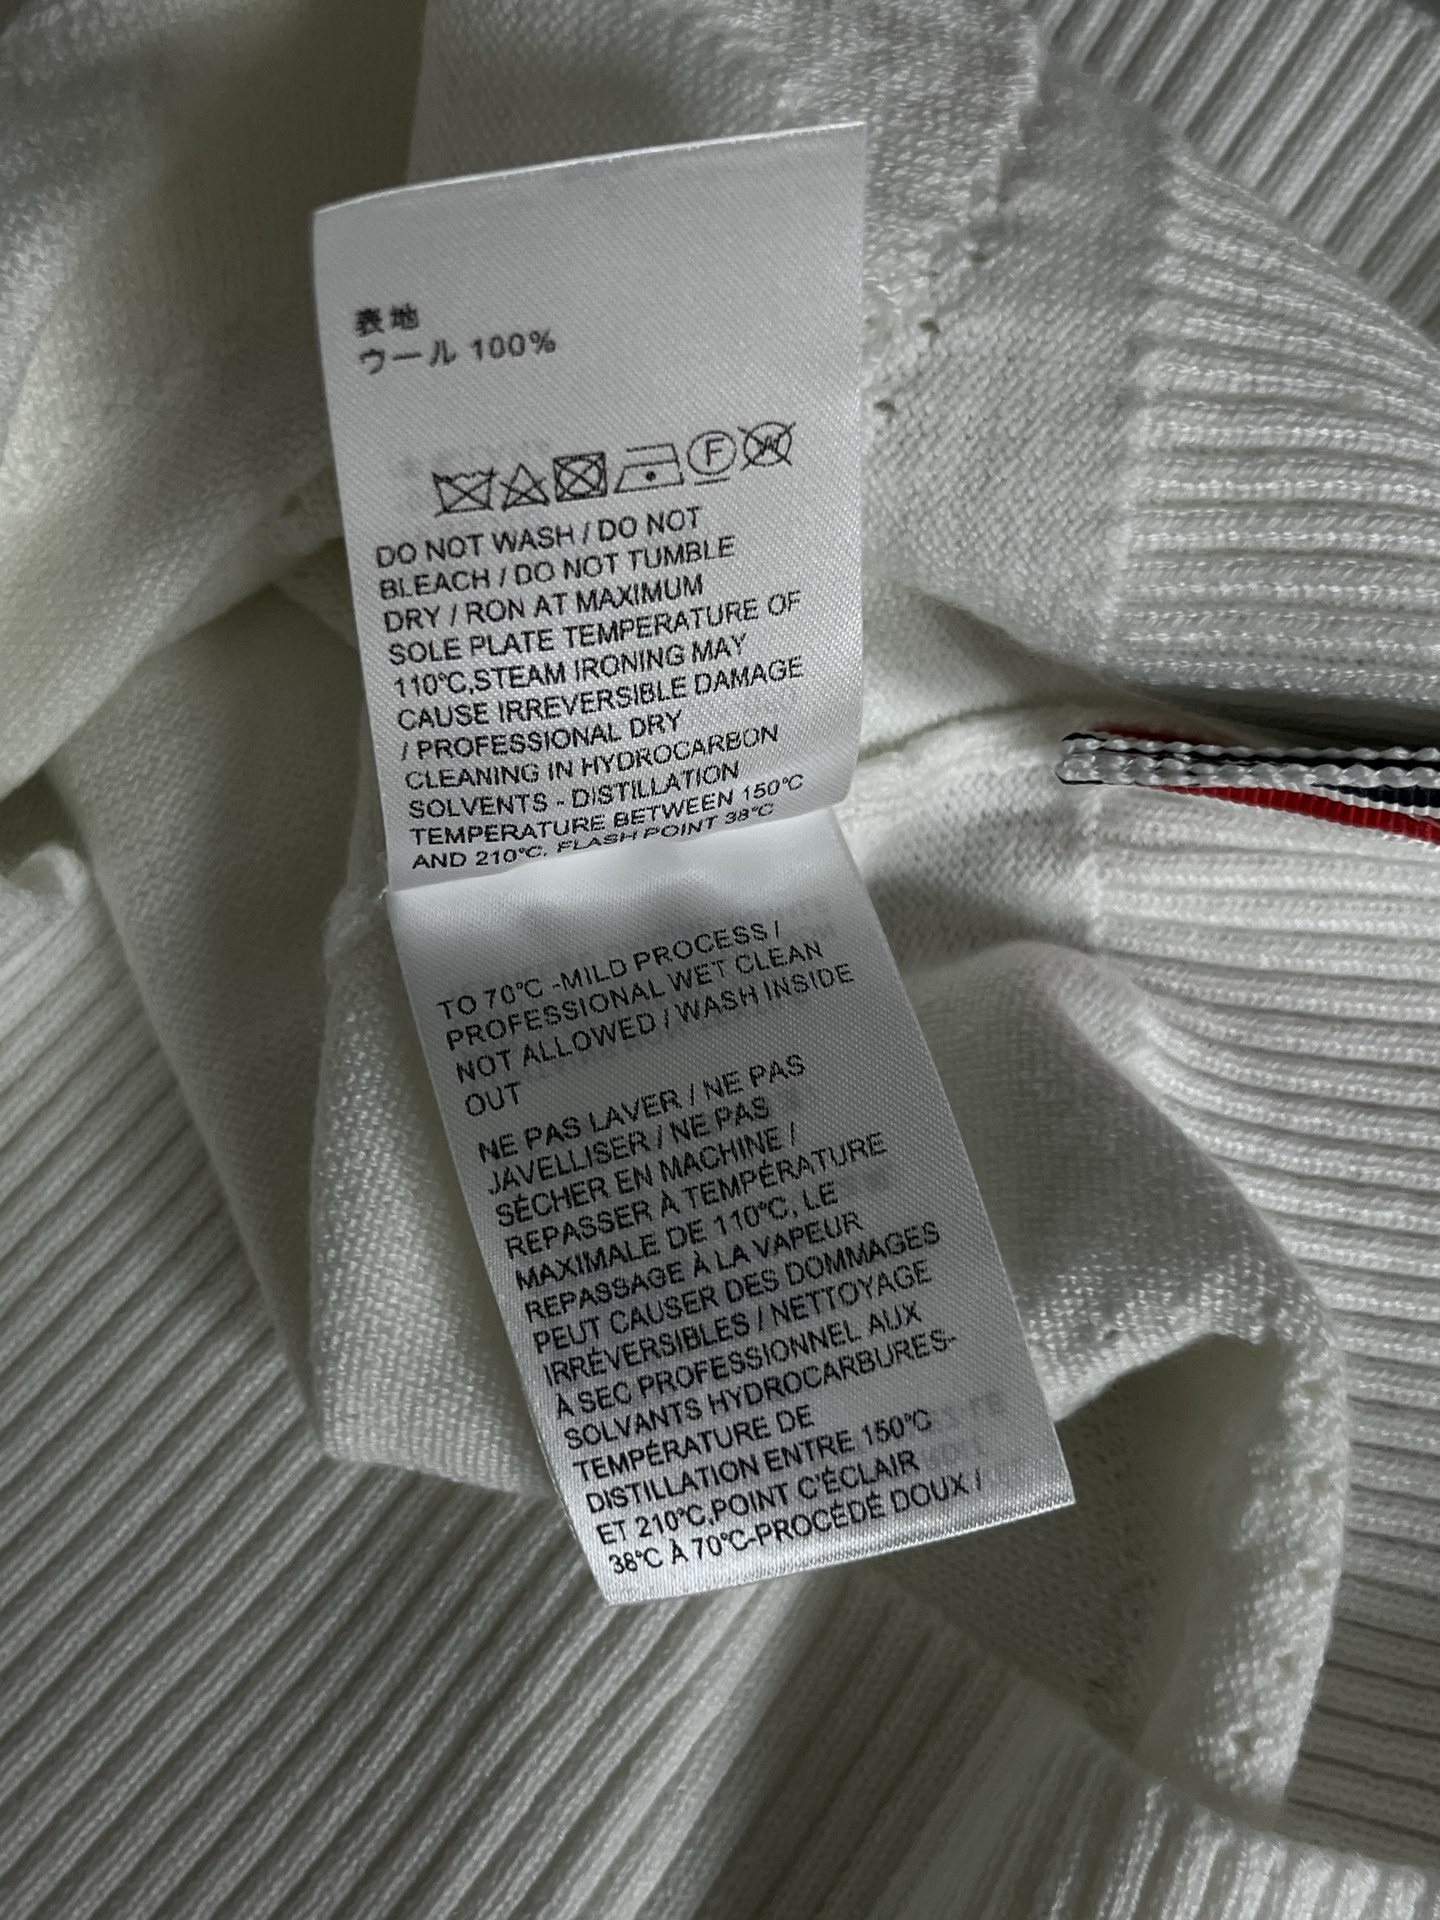 表地
ウール 100%
F
W
DO NOT WASH / DO NOT
BLEACH / DO NOT TUMBLE
DRY / RON AT MAXIMUM
SOLE PLATE TEMPERATURE OF
110℃,STEAM IRONING MAY
CAUSE IRREVERSIBLE DAMAGE
/ PROFESSIONAL DRY
CLEANING IN HYDROCARBON
SOLVENTS - DISTILLATION
TEMPERATURE BETWEEN 150℃
AND 210℃, FLASH POINT 38℃
TO 70℃ -MILD PROCESS /
PROFESSIONAL WET CLEAN
NOT ALLOWED / WASH INSIDE
OUT
NE PAS LAVER / NE PAS
JAVELLISER / NE PAS
SÉCHER EN MACHINE /
REPASSER À TEMPÉRATURE
MAXIMALE DE 110℃, LE
REPASSAGE À LA VAPEUR
PEUT CAUSER DES DOMMAGES
IRRÉVERSIBLES / NETTOYAGE
À SEC PROFESSIONNEL AUX
SOLVANTS HYDROCARBURES-
TEMPÉRATURE DE
DISTILLATION ENTRE 150℃
ET 210℃,POINT C'ÉCLAIR
38℃ À 70℃-PROCÉDÉ DOUX /